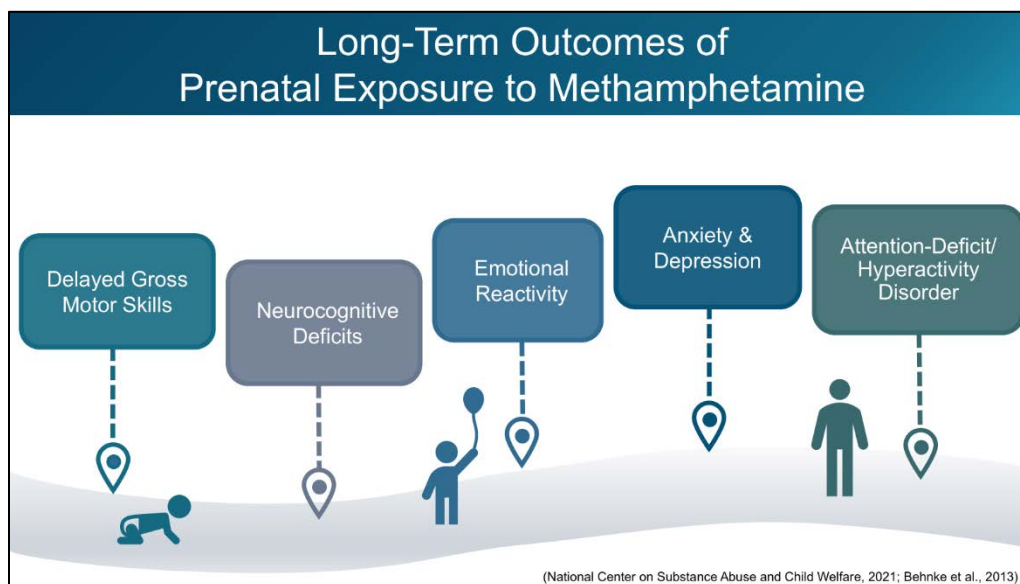 Long-Term Outcomes of
Prenatal Exposure to Methamphetamine
Delayed Gross
Motor Skills
Neurocognitive
Deficits
Emotional
Reactivity
Anxiety &
Depression
Attention-Deficit/
Hyperactivity
Disorder
(National Center on Substance Abuse and Child Welfare, 2021; Behnke et al., 2013)